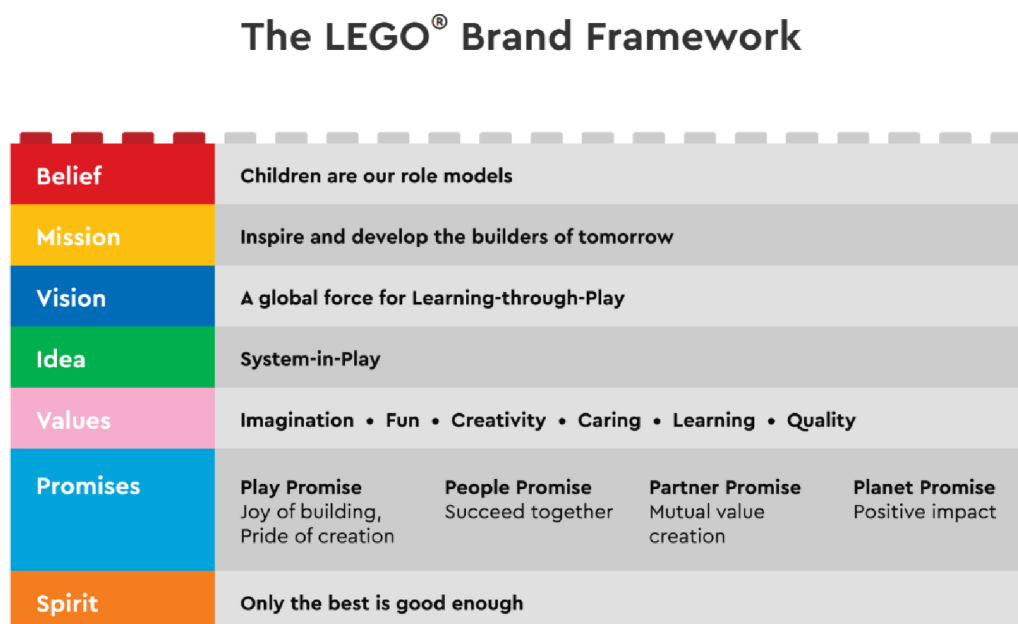 The LEGO® Brand Framework
Belief
Children are our role models
Mission
Inspire and develop the builders of tomorrow
Vision
A global force for Learning-through-Play
Idea
System-in-Play
Values
Imagination • Fun • Creativity • Caring • Learning • Quality
Promises
Play Promise
Joy of building,
Pride of creation
People Promise
Succeed together
Partner Promise
Mutual value
creation
Planet Promise
Positive impact
Spirit
Only the best is good enough